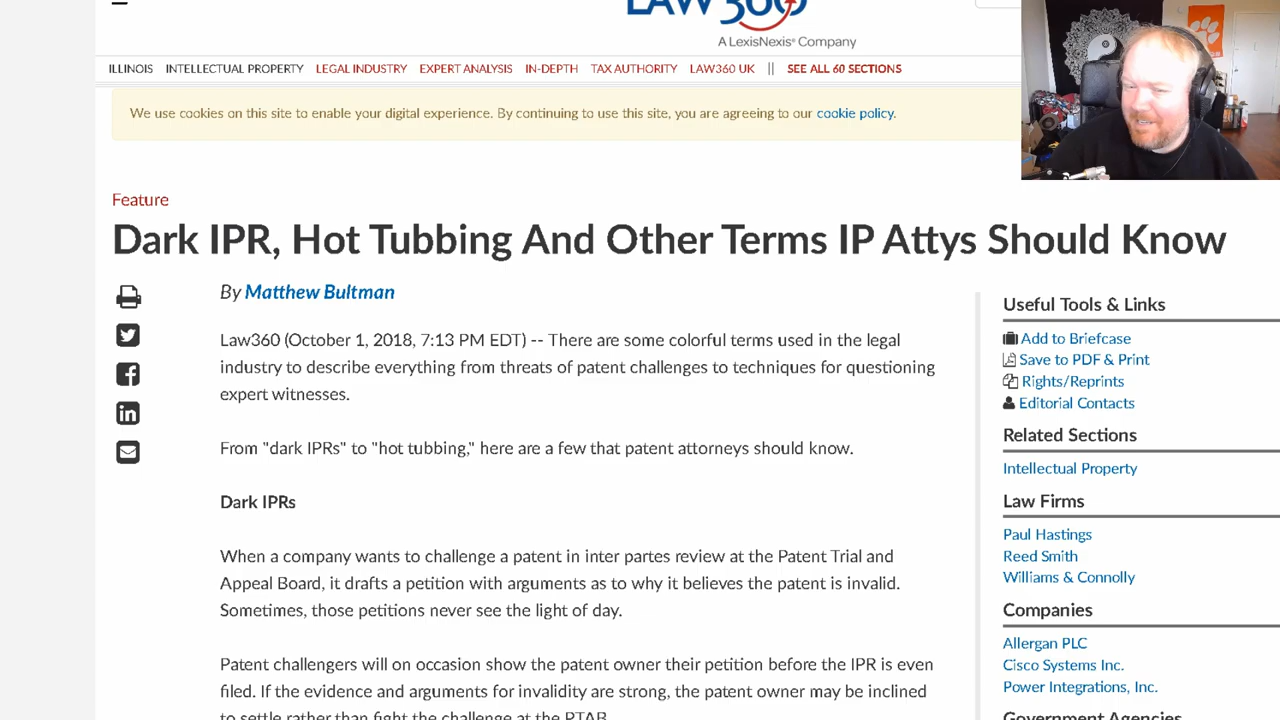 LAW360
A LexisNexis® Company
ILLINOIS INTELLECTUAL PROPERTY LEGAL INDUSTRY EXPERT ANALYSIS IN-DEPTH TAX AUTHORITY LAW360 UK || SEE ALL 60 SECTIONS
We use cookies on this site to enable your digital experience. By continuing to use this site, you are agreeing to our cookie policy.
Feature
Dark IPR, Hot Tubbing And Other Terms IP Attys Should Know
By Matthew Bultman
Law360 (October 1, 2018, 7:13 PM EDT) -- There are some colorful terms used in the legal
industry to describe everything from threats of patent challenges to techniques for questioning
expert witnesses.
From "dark IPRs" to "hot tubbing," here are a few that patent attorneys should know.
Dark IPRs
When a company wants to challenge a patent in inter partes review at the Patent Trial and
Appeal Board, it drafts a petition with arguments as to why it believes the patent is invalid.
Sometimes, those petitions never see the light of day.
Patent challengers will on occasion show the patent owner their petition before the IPR is even
filed. If the evidence and arguments for invalidity are strong, the patent owner may be inclined
to settle rather than fight the challenge at the PTAB.
Useful Tools & Links
Add to Briefcase
Save to PDF & Print
Rights/Reprints
Editorial Contacts
Related Sections
Intellectual Property
Law Firms
Paul Hastings
Reed Smith
Williams & Connolly
Companies
Allergan PLC
Cisco Systems Inc.
Power Integrations, Inc.
Government Agencies